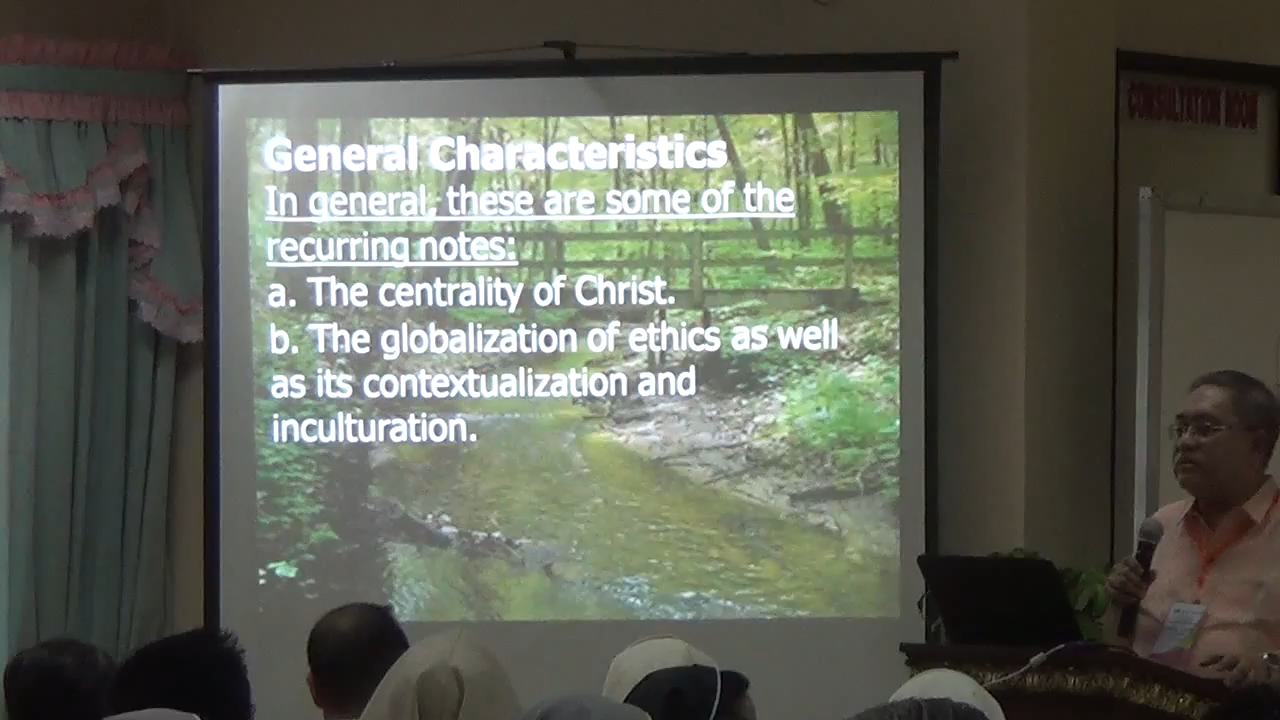 General Characteristics
In general, these are some of the
recurring notes:
a. The centrality of Christ.
b. The globalization of ethics as well
as its contextualization and
inculturation.
CONSULTATION ROOM